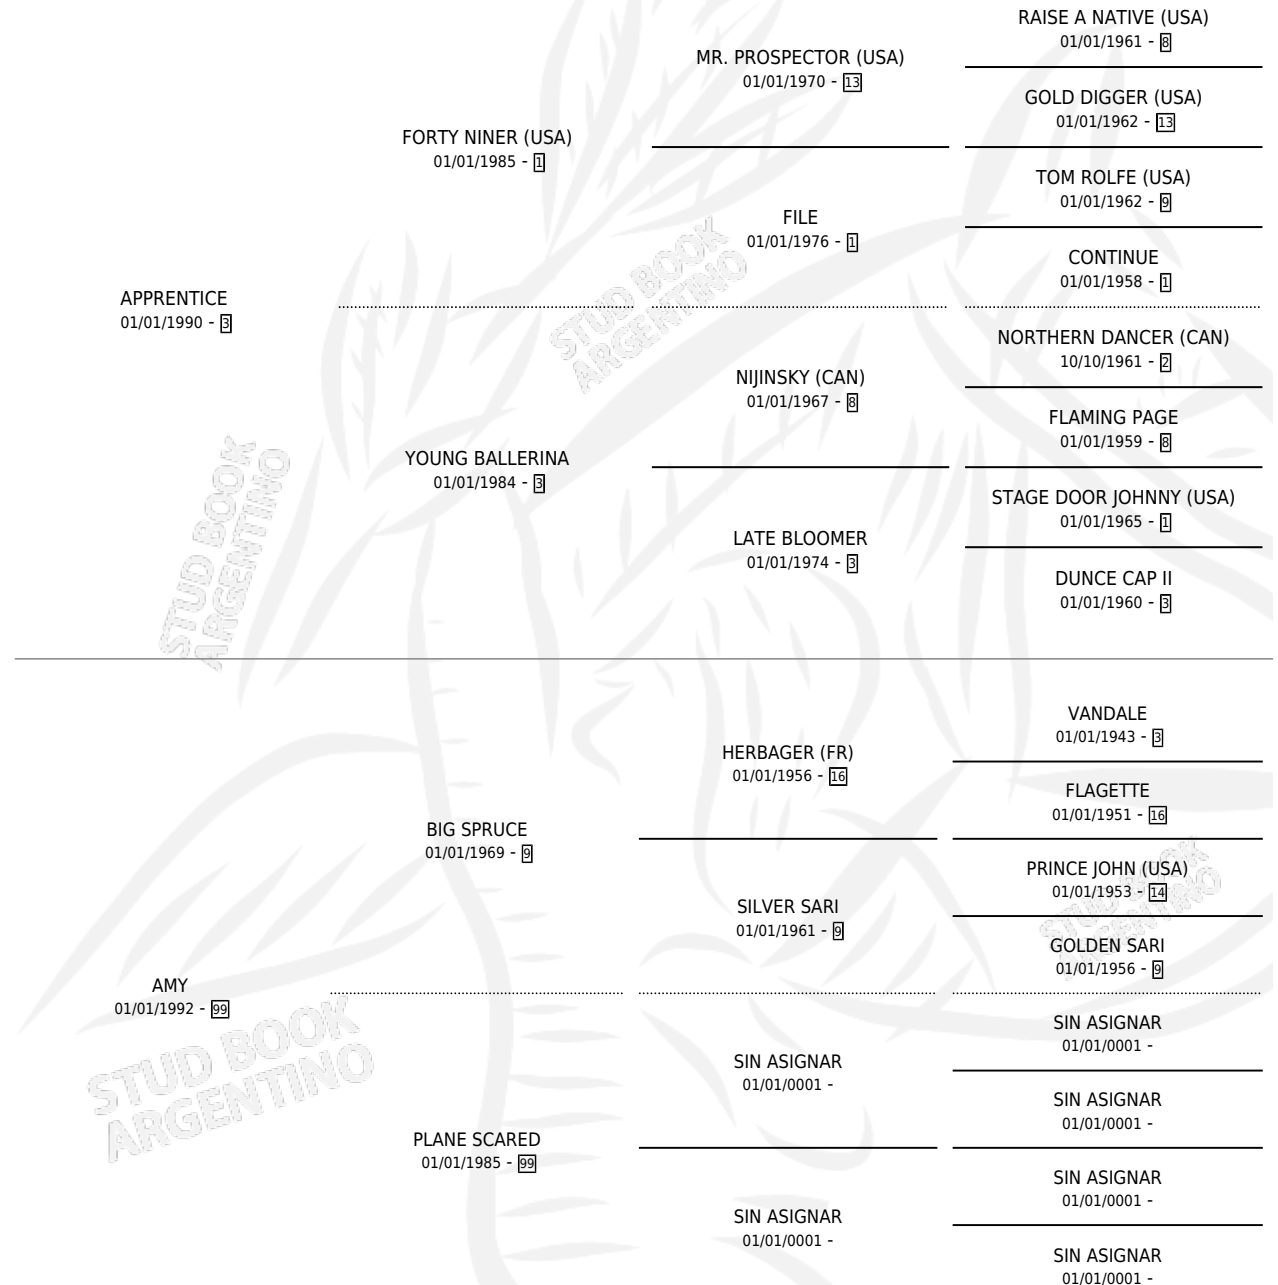 RAISE A NATIVE (USA)
01/01/1961 - 8
MR. PROSPECTOR (USA)
01/01/1970 - 13
GOLD DIGGER (USA)
01/01/1962 - 13
FORTY NINER (USA)
01/01/1985 - 1
TOM ROLFE (USA)
01/01/1962 - 9
FILE
01/01/1976 - 1
CONTINUE
01/01/1958 - 1
APPRENTICE
01/01/1990 - 3
NORTHERN DANCER (CAN)
10/10/1961 - 2
NIJINSKY (CAN)
01/01/1967 - 8
FLAMING PAGE
01/01/1959 - 8
YOUNG BALLERINA
01/01/1984 - 3
STAGE DOOR JOHNNY (USA)
01/01/1965 - 1
LATE BLOOMER
01/01/1974 - 3
DUNCE CAP II
01/01/1960 - 3
STUD BOOK
ARGENTINO
STUD BOOK
ARGENTINO
VANDALE
01/01/1943 - 3
HERBAGER (FR)
01/01/1956 - 16
FLAGETTE
01/01/1951 - 16
BIG SPRUCE
01/01/1969 - 9
PRINCE JOHN (USA)
01/01/1953 - 14
SILVER SARI
01/01/1961 - 9
GOLDEN SARI
01/01/1956 - 9
STUD BOOK
ARGENTINO
AMY
01/01/1992 - 99
SIN ASIGNAR
01/01/0001 -
SIN ASIGNAR
01/01/0001 -
SIN ASIGNAR
01/01/0001 -
PLANE SCARED
01/01/1985 - 99
SIN ASIGNAR
01/01/0001 -
SIN ASIGNAR
01/01/0001 -
SIN ASIGNAR
01/01/0001 -
STUD BOOK
ARGENTINO